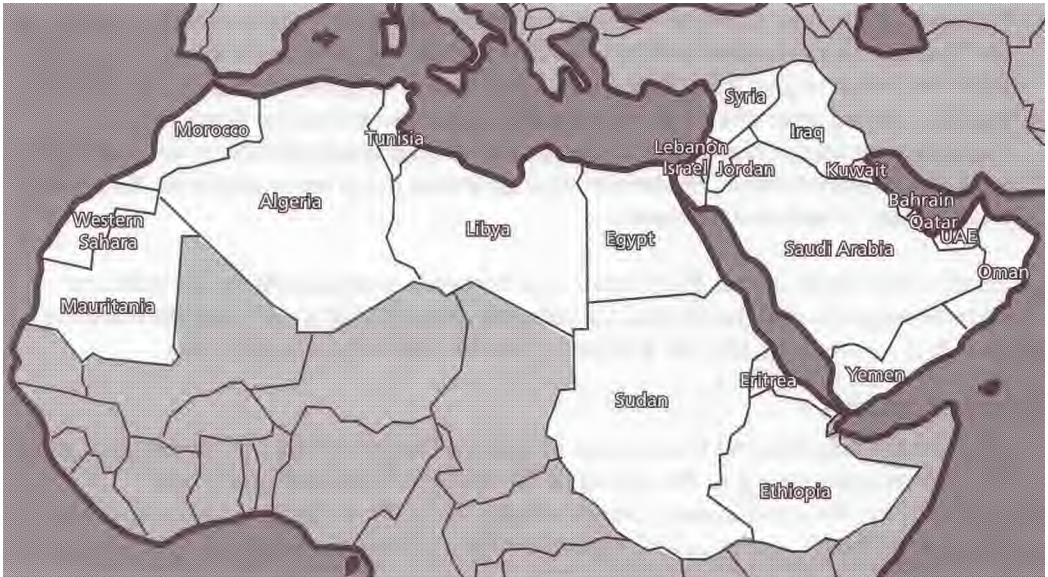 Syria
Morocco
Tunisia
Iraq
Lebanon
Israel
Jordan
Kuwait
Algeria
Bahrain
Western
Sahara
Libya
Egypt
Qatar
UAE
Saudi Arabia
Oman
Mauritania
Yemen
Eritrea
Sudan
Ethiopia